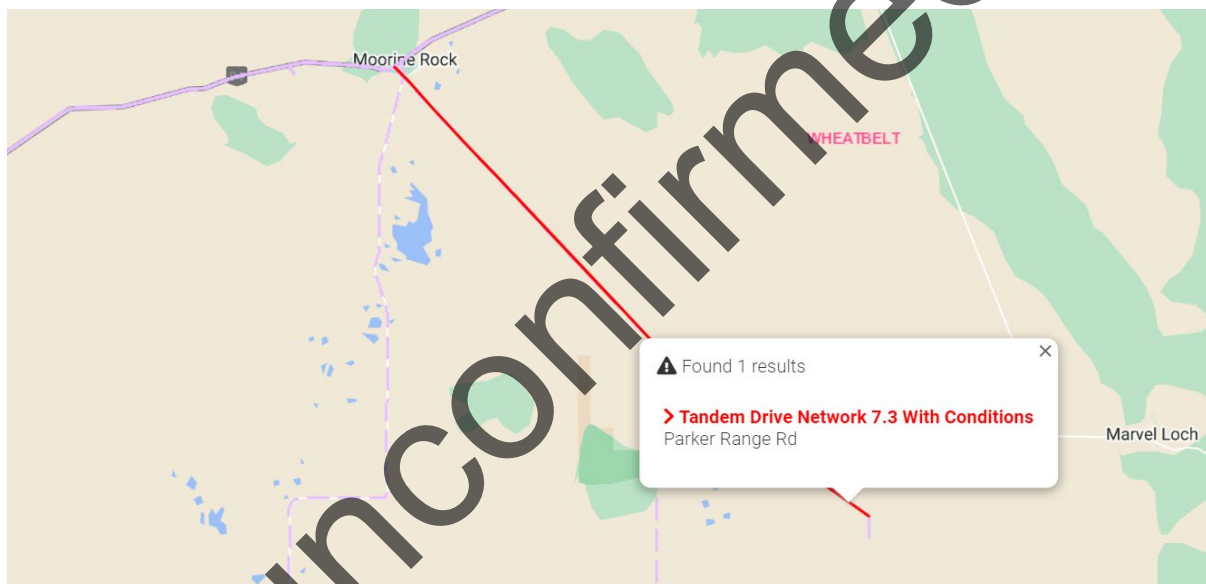 Moorine Rock
WHEATBELT
Found 1 results
Tandem Drive Network 7.3 With Conditions
Parker Range Rd
Marvel Loch
unconfirmed